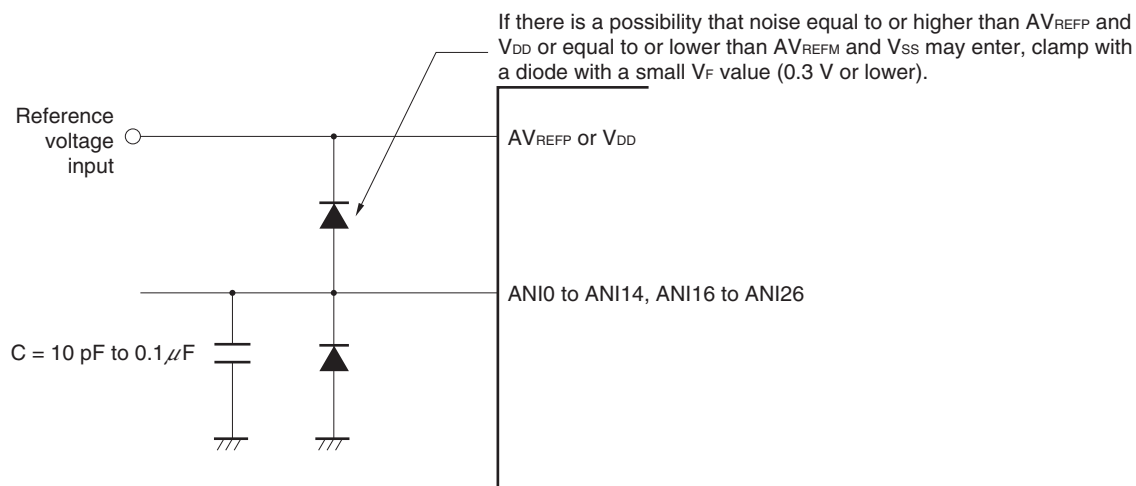 If there is a possibility that noise equal to or higher than AVREFP and
VDD or equal to or lower than AVREFM and VSS may enter, clamp with
a diode with a small VF value (0.3 V or lower).
Reference
voltage
input
AVREFP or VDD
ANI0 to ANI14, ANI16 to ANI26
C = 10 pF to 0.1 μF